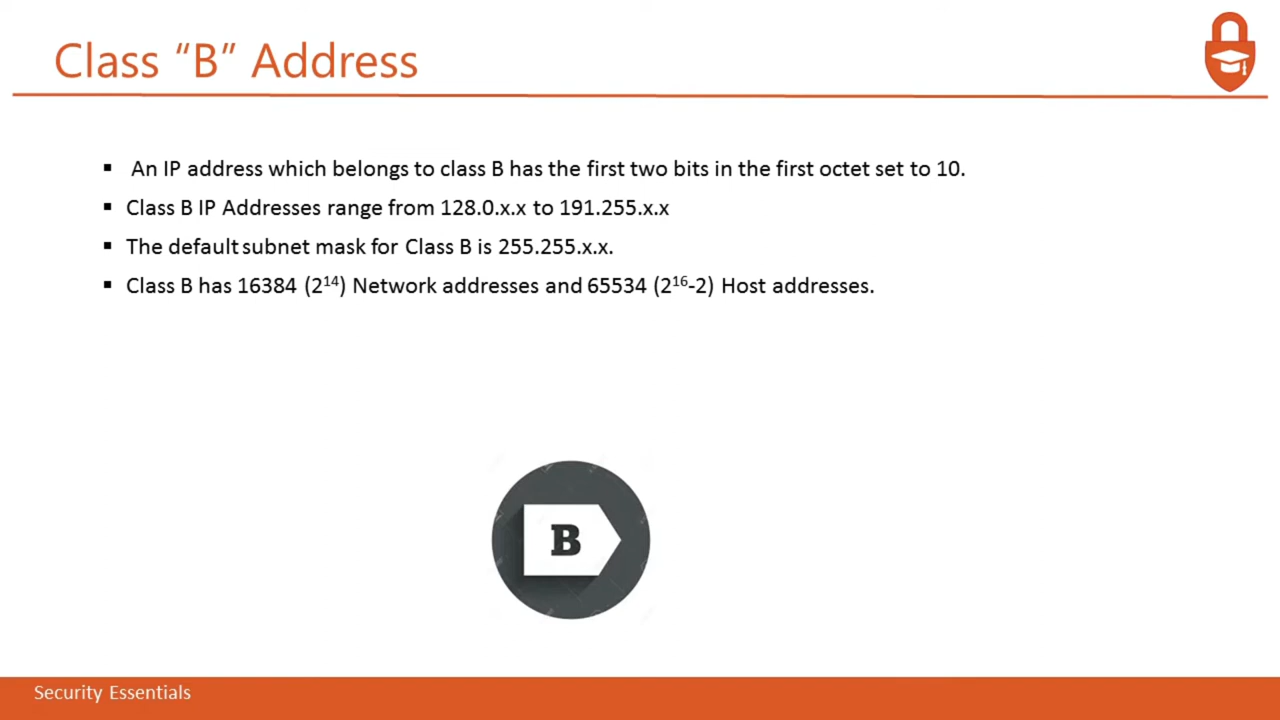 Class “B” Address
▪ An IP address which belongs to class B has the first two bits in the first octet set to 10.
▪ Class B IP Addresses range from 128.0.x.x to 191.255.x.x
▪ The default subnet mask for Class B is 255.255.x.x.
▪ Class B has 16384 (2¹⁴) Network addresses and 65534 (2¹⁶-2) Host addresses.
B
Security Essentials